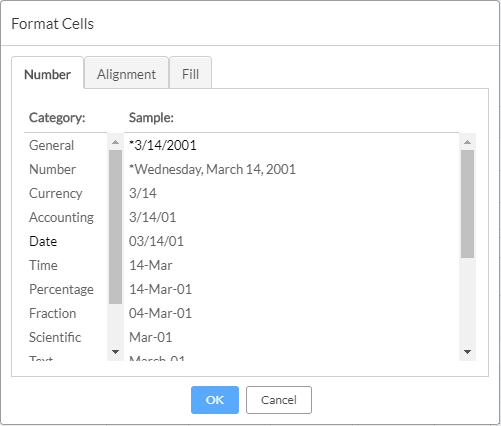 Format Cells
Number Alignment Fill
Category: Sample:
General *3/14/2001
Number *Wednesday, March 14, 2001
Currency 3/14
Accounting 3/14/01
Date 03/14/01
Time 14-Mar
Percentage 14-Mar-01
Fraction 04-Mar-01
Scientific Mar-01
Text March-01
OK Cancel